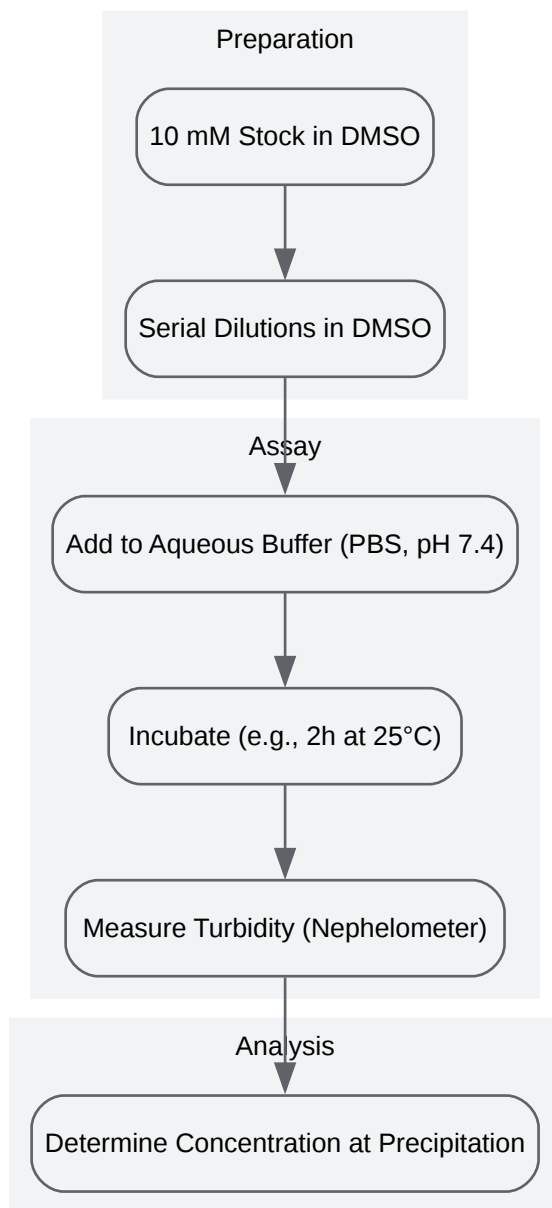 Preparation
10 mM Stock in DMSO
Serial Dilutions in DMSO
Assay
Add to Aqueous Buffer (PBS, pH 7.4)
Incubate (e.g., 2h at 25°C)
Measure Turbidity (Nephelometer)
Analysis
Determine Concentration at Precipitation